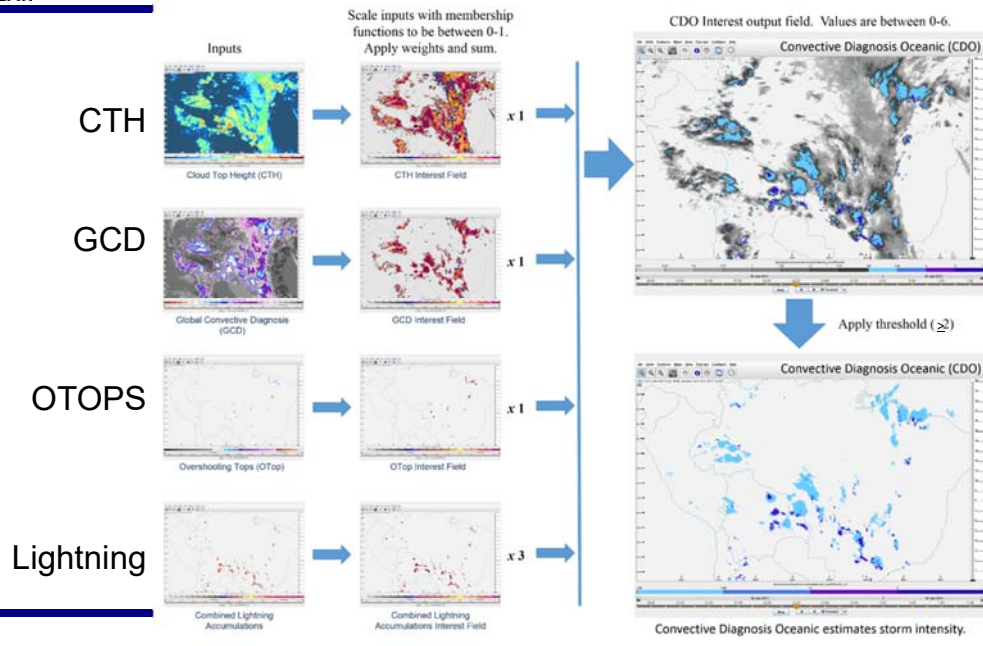 Scale inputs with membership
functions to be between 0-1.
Apply weights and sum.
Inputs
CDO Interest output field. Values are between 0-6.
Convective Diagnosis Oceanic (CDO)
CTH
x 1
Cloud Top Height (CTH)
CTH Interest Field
GCD
x 1
Global Convective Diagnosis
(GCD)
GCD Interest Field
Apply threshold (≥2)
Convective Diagnosis Oceanic (CDO)
OTOPS
x 1
Overshooting Tops (OTop)
OTop Interest Field
Lightning
x 3
Combined Lightning
Accumulations
Combined Lightning
Accumulations Interest Field
Convective Diagnosis Oceanic estimates storm intensity.